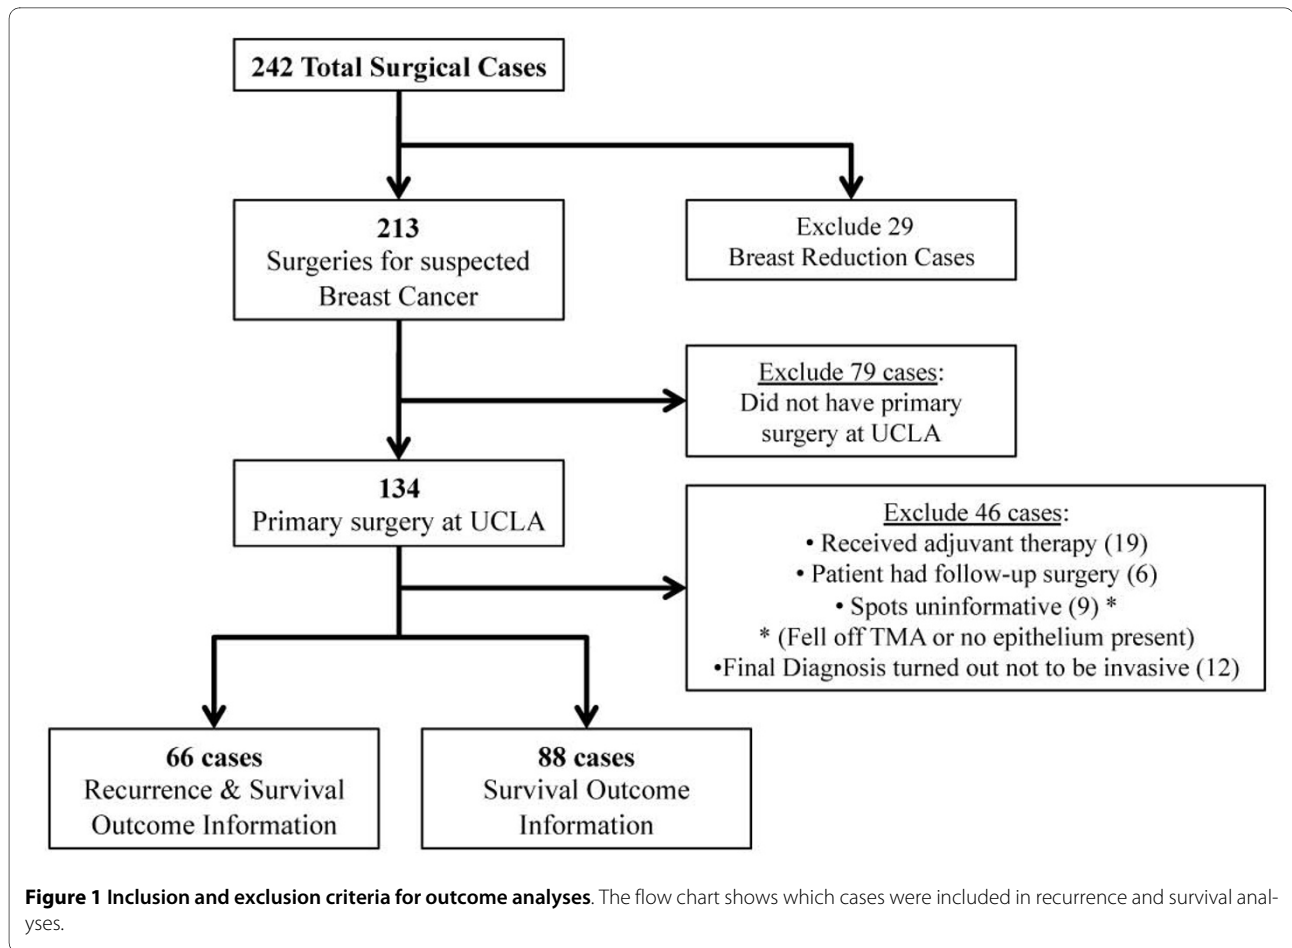 242 Total Surgical Cases
213
Surgeries for suspected
Breast Cancer
Exclude 29
Breast Reduction Cases
Exclude 79 cases:
Did not have primary
surgery at UCLA
134
Primary surgery at UCLA
Exclude 46 cases:
• Received adjuvant therapy (19)
• Patient had follow-up surgery (6)
• Spots uninformative (9) *
* (Fell off TMA or no epithelium present)
•Final Diagnosis turned out not to be invasive (12)
66 cases
Recurrence & Survival
Outcome Information
88 cases
Survival Outcome
Information
Figure 1 Inclusion and exclusion criteria for outcome analyses. The flow chart shows which cases were included in recurrence and survival anal-
yses.